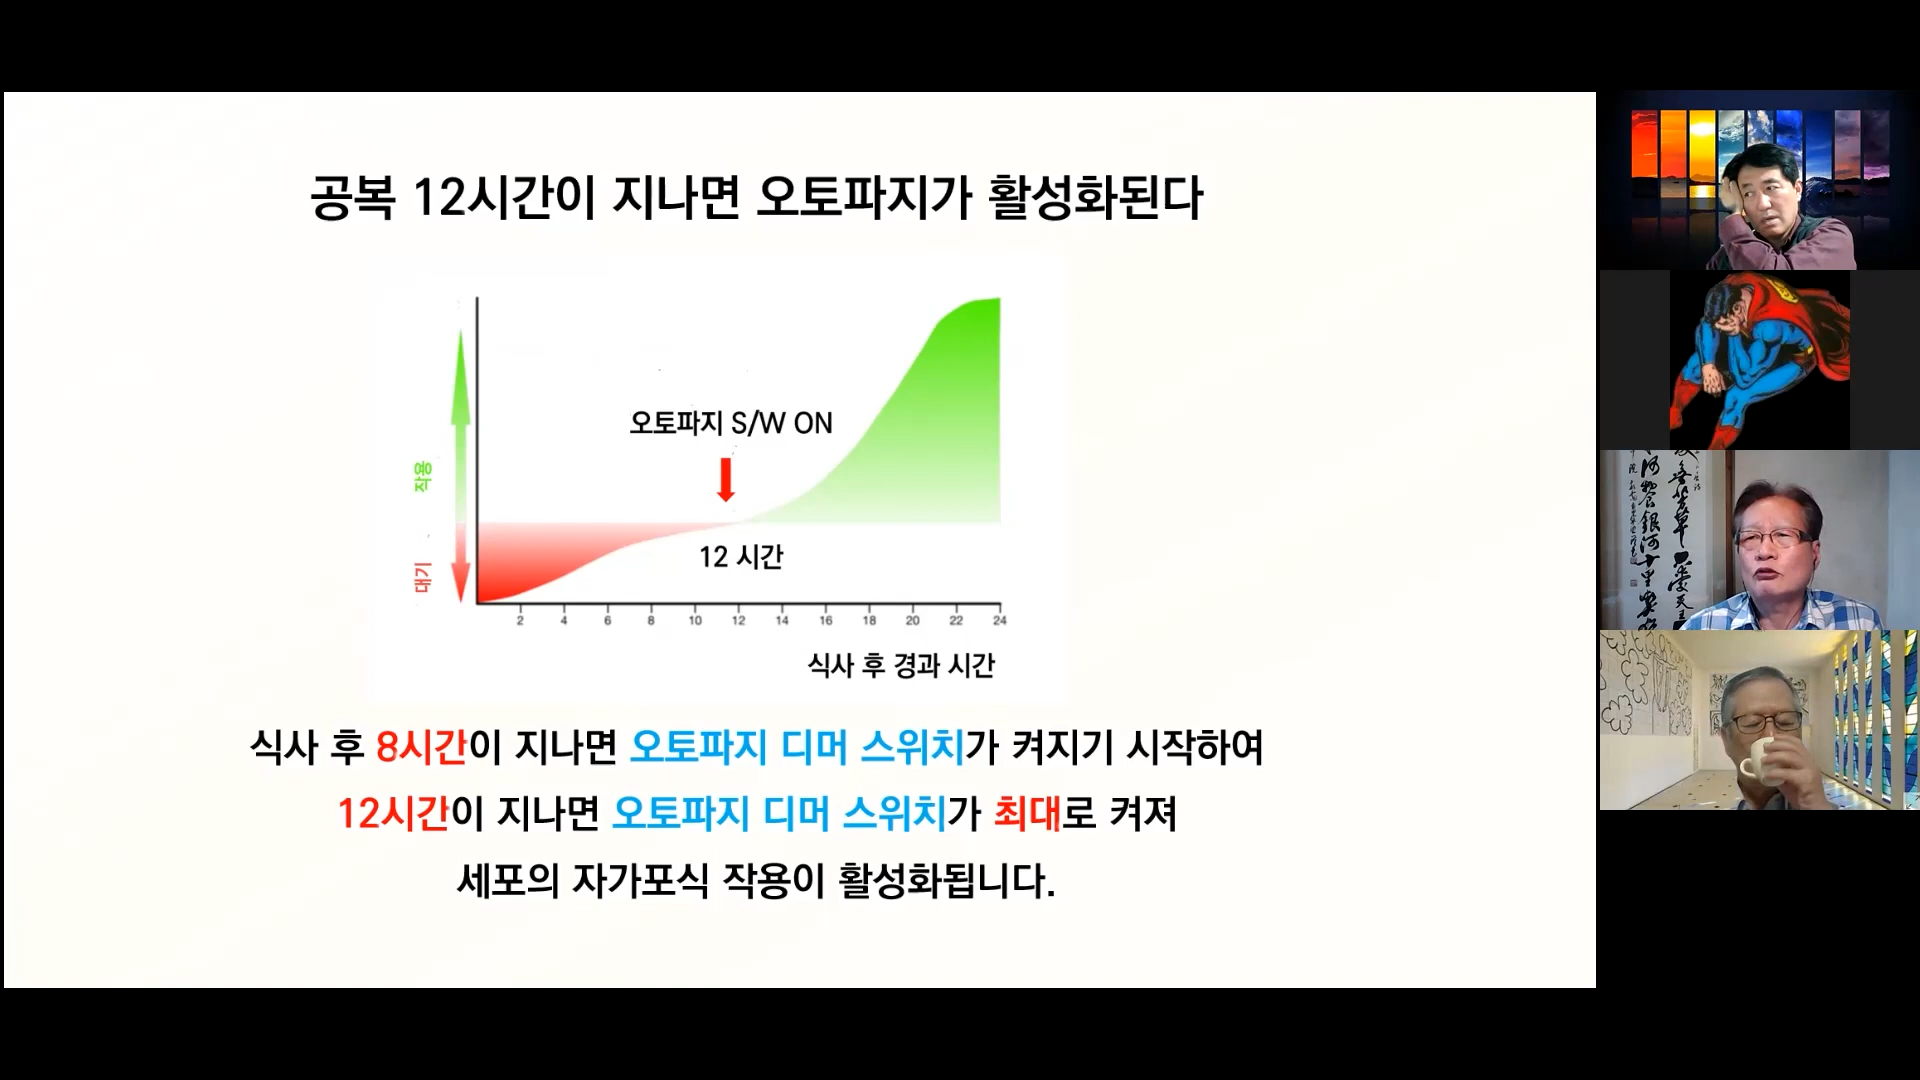 공복 12시간이 지나면 오토파지가 활성화된다
오토파지 S/W ON
작용
대기
12 시간
2 4 6 8 10 12 14 16 18 20 22 24
식사 후 경과 시간
식사 후 8시간이 지나면 오토파지 디머 스위치가 켜지기 시작하여
12시간이 지나면 오토파지 디머 스위치가 최대로 켜져
세포의 자가포식 작용이 활성화됩니다.